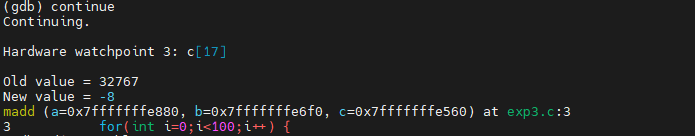 (gdb) continue
Continuing.
Hardware watchpoint 3: c[17]
Old value = 32767
New value = -8
madd (a=0x7fffffffe880, b=0x7fffffffe6f0, c=0x7fffffffe560) at exp3.c:3
3 for(int i=0;i<100;i++) {